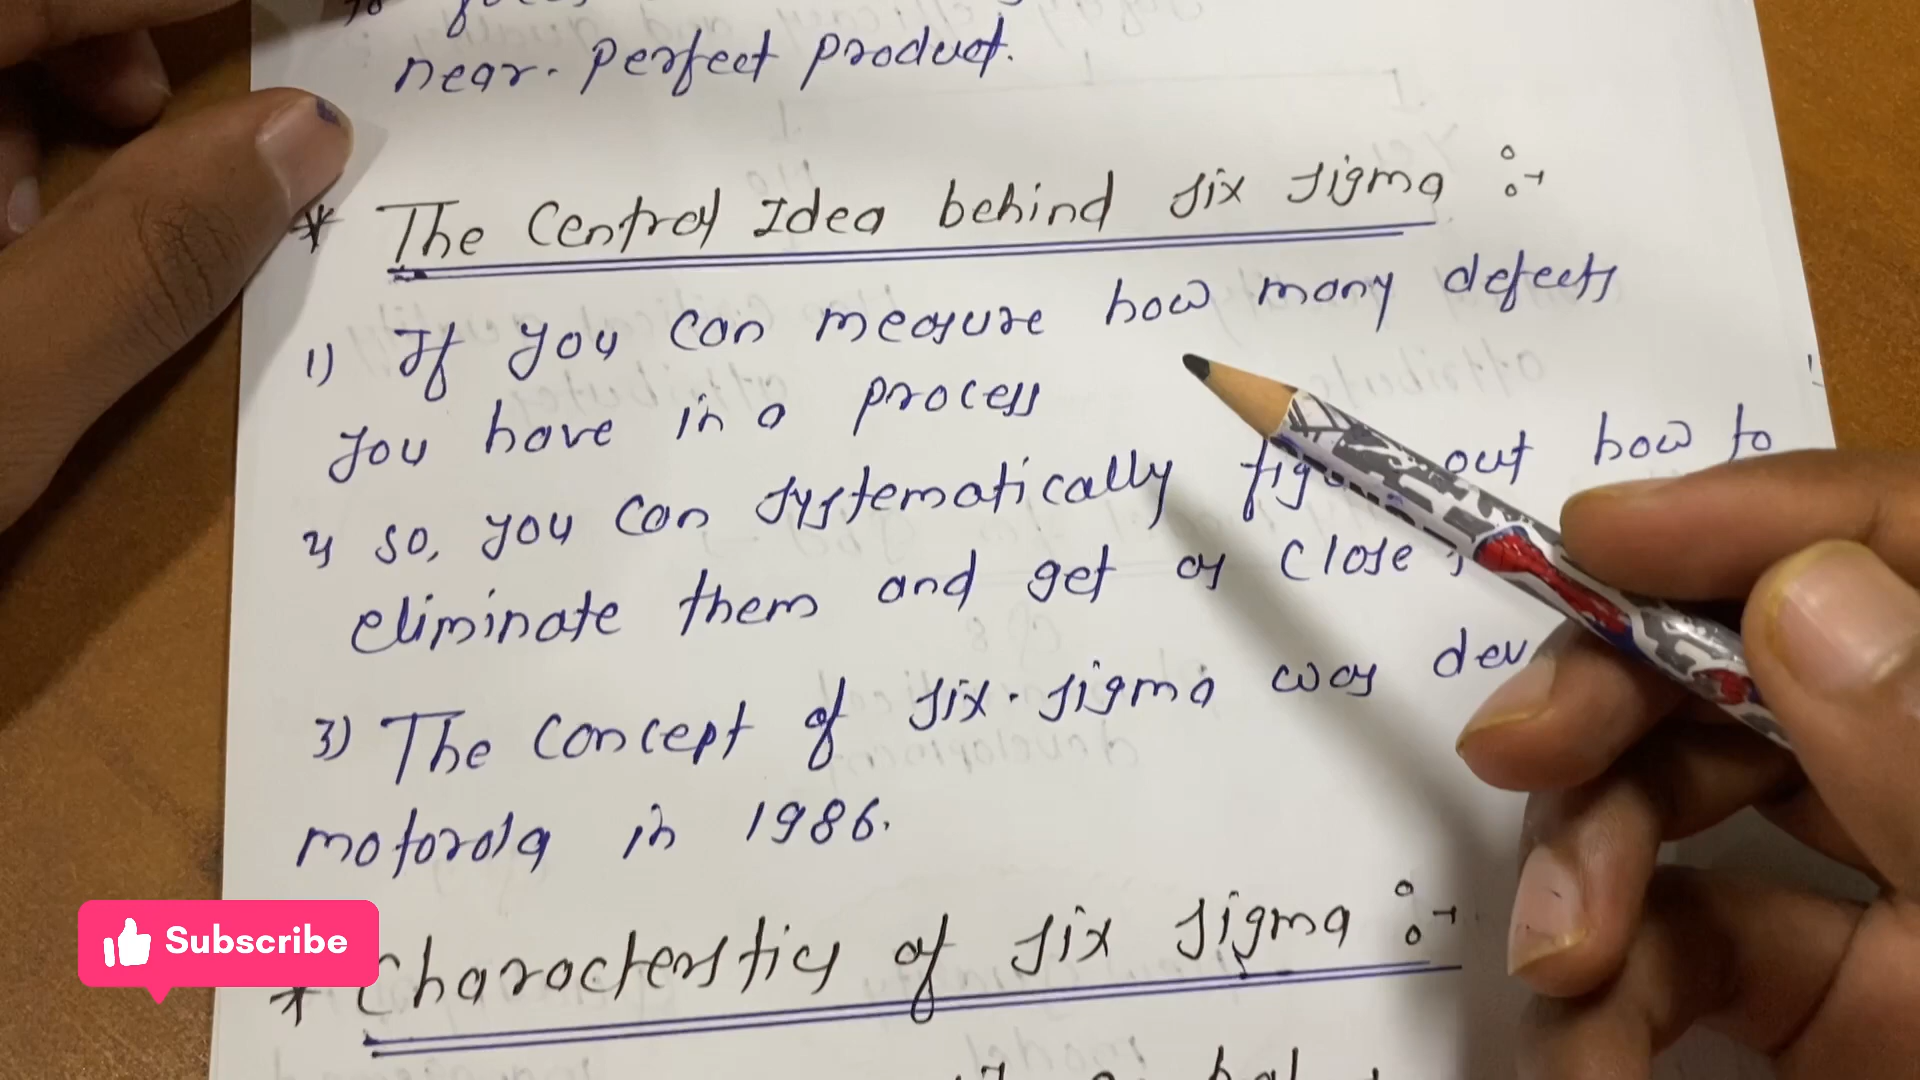 near-perfect product.
* The Central Idea behind six sigma :-
1) If you can measure how many defects
you have in a process
2) so, you can systematically out how to
eliminate them and get as close
3) The concept of six-sigma was
motorola in 1986.
* Characterstics of six sigma :-
Subscribe